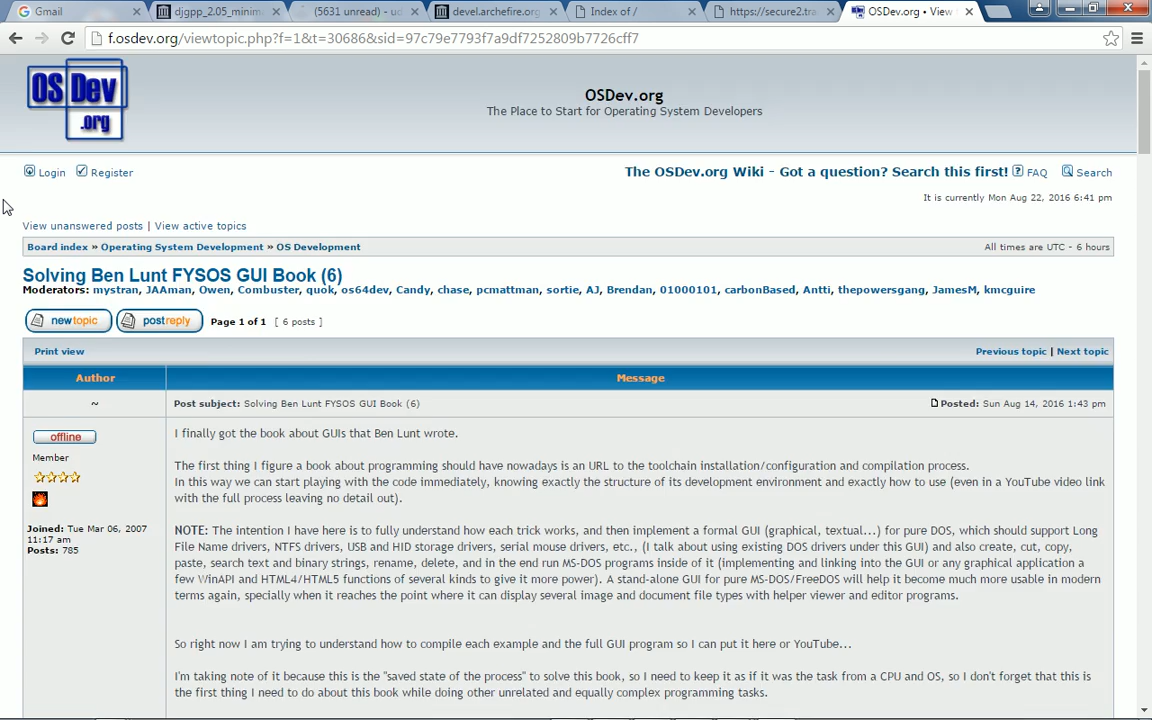 Gmail
djgpp_2.05_minima
(5631 unread) - ud
devel.archefire.org
Index of /
https://secure2.tra
OSDev.org • View
f.osdev.org/viewtopic.php?f=1&t=30686&sid=97c79e7793f7a9df7252809b7726cff7
OS Dev .org
OSDev.org
The Place to Start for Operating System Developers
Login Register
The OSDev.org Wiki - Got a question? Search this first! FAQ Search
It is currently Mon Aug 22, 2016 6:41 pm
View unanswered posts | View active topics
Board index » Operating System Development » OS Development
All times are UTC - 6 hours
Solving Ben Lunt FYSOS GUI Book (6)
Moderators: mystran, JAAman, Owen, Combuster, quok, os64dev, Candy, chase, pcmattman, sortie, AJ, Brendan, 01000101, carbonBased, Antti, thepowersgang, JamesM, kmcguire
newtopic postreply Page 1 of 1 [ 6 posts ]
Print view
Previous topic | Next topic
Author
Message
~
Post subject: Solving Ben Lunt FYSOS GUI Book (6)
Posted: Sun Aug 14, 2016 1:43 pm
offline
Member
Joined: Tue Mar 06, 2007
11:17 am
Posts: 785
I finally got the book about GUIs that Ben Lunt wrote.
The first thing I figure a book about programming should have nowadays is an URL to the toolchain installation/configuration and compilation process.
In this way we can start playing with the code immediately, knowing exactly the structure of its development environment and exactly how to use (even in a YouTube video link
with the full process leaving no detail out).
NOTE: The intention I have here is to fully understand how each trick works, and then implement a formal GUI (graphical, textual...) for pure DOS, which should support Long
File Name drivers, NTFS drivers, USB and HID storage drivers, serial mouse drivers, etc., (I talk about using existing DOS drivers under this GUI) and also create, cut, copy,
paste, search text and binary strings, rename, delete, and in the end run MS-DOS programs inside of it (implementing and linking into the GUI or any graphical application a
few WinAPI and HTML4/HTML5 functions of several kinds to give it more power). A stand-alone GUI for pure MS-DOS/FreeDOS will help it become much more usable in modern
terms again, specially when it reaches the point where it can display several image and document file types with helper viewer and editor programs.
So right now I am trying to understand how to compile each example and the full GUI program so I can put it here or YouTube...
I'm taking note of it because this is the "saved state of the process" to solve this book, so I need to keep it as if it was the task from a CPU and OS, so I don't forget that this is
the first thing I need to do about this book while doing other unrelated and equally complex programming tasks.